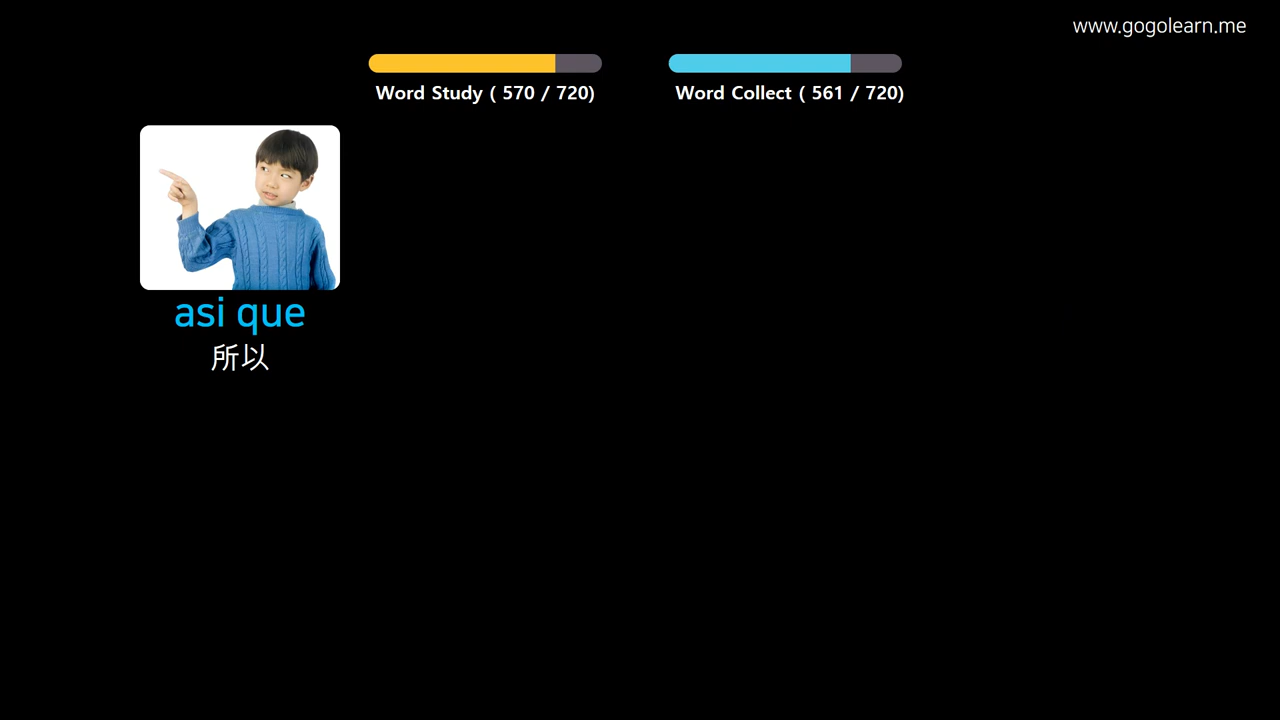 www.gogolearn.me
Word Study ( 570 / 720)
Word Collect ( 561 / 720)
asi que
所以